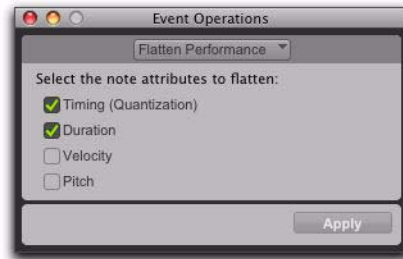 Event Operations
Flatten Performance
Select the note attributes to flatten:
Timing (Quantization)
Duration
Velocity
Pitch
Apply